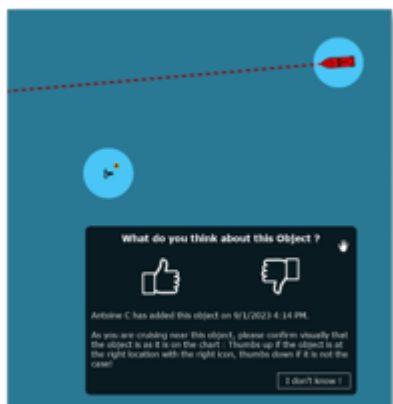 What do you think about this Object ?
Antoine C has added this object on 9/1/2023 4:14 PM.
As you are cruising near this object, please confirm visually that
the object is as it is on the chart : Thumbs up if the object is at
the right location with the right icon, thumbs down if it is not the
case!
I don't know !